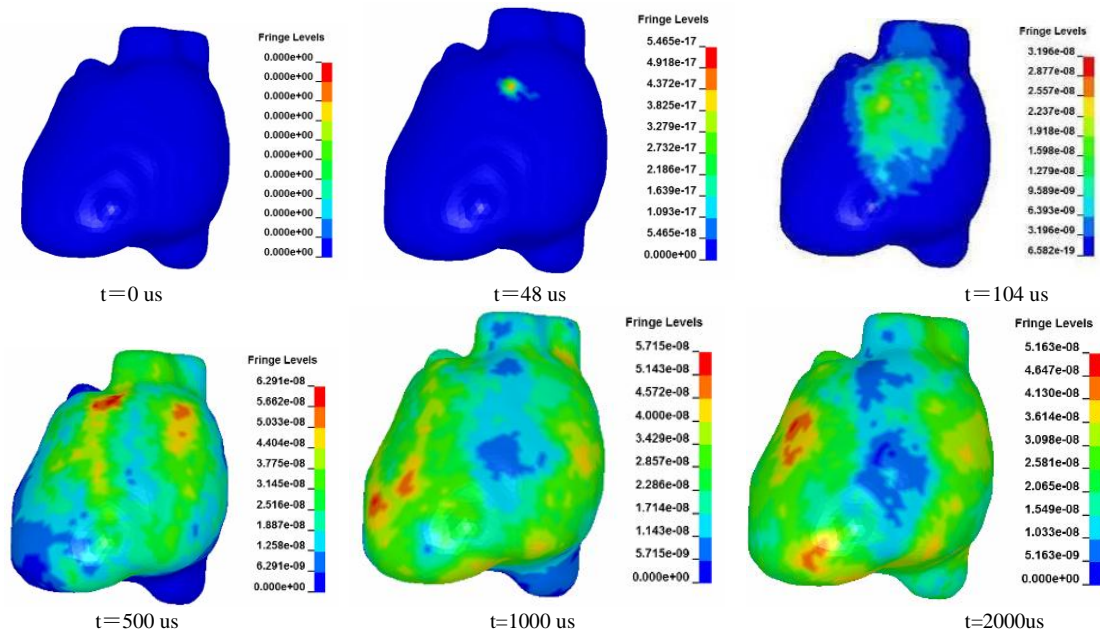 Fringe Levels
0.000e+00
0.000e+00
0.000e+00
0.000e+00
0.000e+00
0.000e+00
0.000e+00
0.000e+00
0.000e+00
0.000e+00
0.000e+00
t=0 us
Fringe Levels
5.465e-17
4.918e-17
4.372e-17
3.825e-17
3.279e-17
2.732e-17
2.186e-17
1.639e-17
1.093e-17
5.465e-18
0.000e+00
t=48 us
Fringe Levels
3.196e-08
2.877e-08
2.557e-08
2.237e-08
1.918e-08
1.598e-08
1.279e-08
9.589e-09
6.393e-09
3.196e-09
6.582e-19
t=104 us
Fringe Levels
6.291e-08
5.662e-08
5.033e-08
4.404e-08
3.775e-08
3.145e-08
2.516e-08
1.887e-08
1.258e-08
6.291e-09
0.000e+00
t=500 us
Fringe Levels
5.715e-08
5.143e-08
4.572e-08
4.000e-08
3.429e-08
2.857e-08
2.286e-08
1.714e-08
1.143e-08
5.715e-09
0.000e+00
t=1000 us
Fringe Levels
5.163e-08
4.647e-08
4.130e-08
3.614e-08
3.098e-08
2.581e-08
2.065e-08
1.549e-08
1.033e-08
5.163e-09
0.000e+00
t=2000us